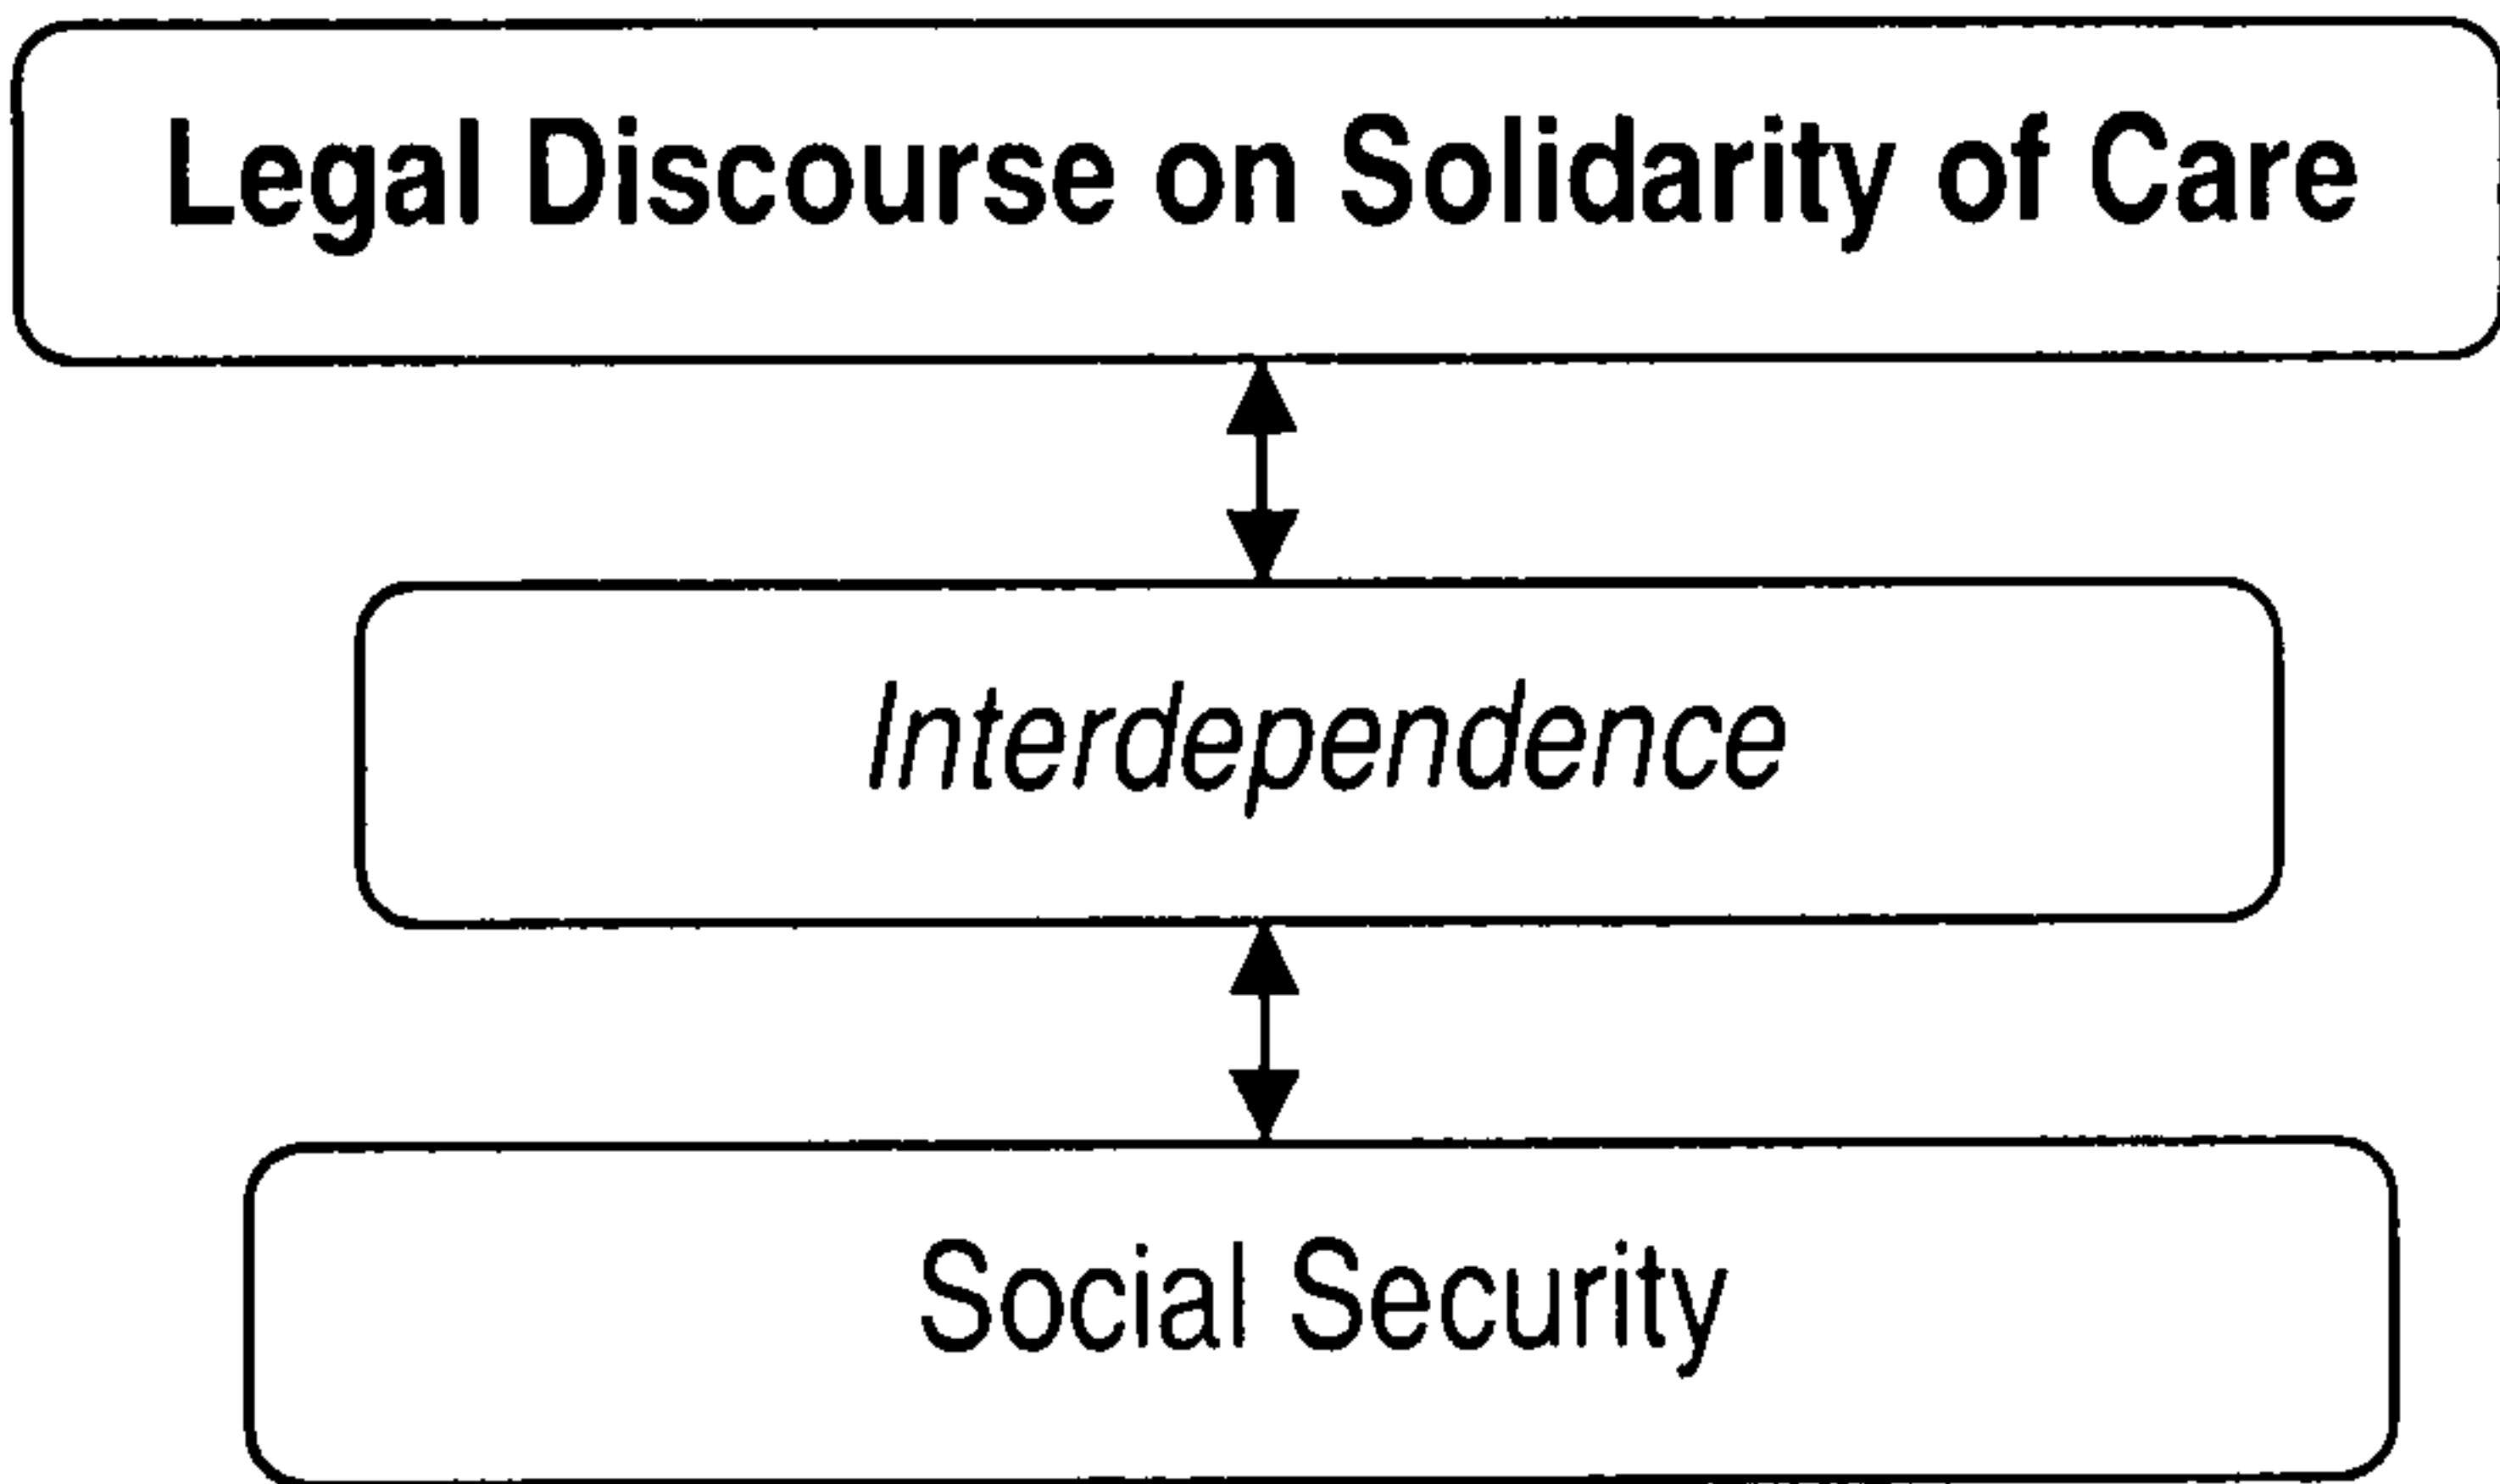 Legal Discourse on Solidarity of Care
Interdependence
Social Security